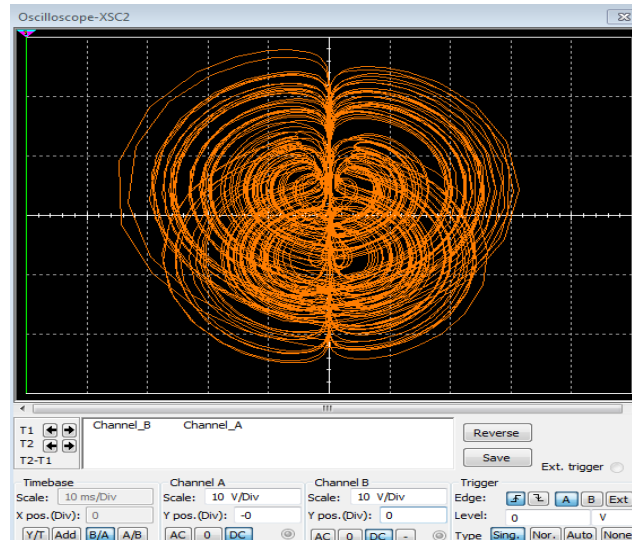 Oscilloscope-XSC2
T1
T2
T2-T1
Channel_B Channel_A
Reverse
Save
Ext. trigger
Timebase
Scale: 10 ms/Div
X pos.(Div): 0
Y/T Add B/A A/B
Channel A
Scale: 10 V/Div
Y pos.(Div): -0
AC 0 DC
Channel B
Scale: 10 V/Div
Y pos.(Div): 0
AC 0 DC -
Trigger
Edge: A B Ext
Level: 0 V
Type Sing. Nor. Auto None